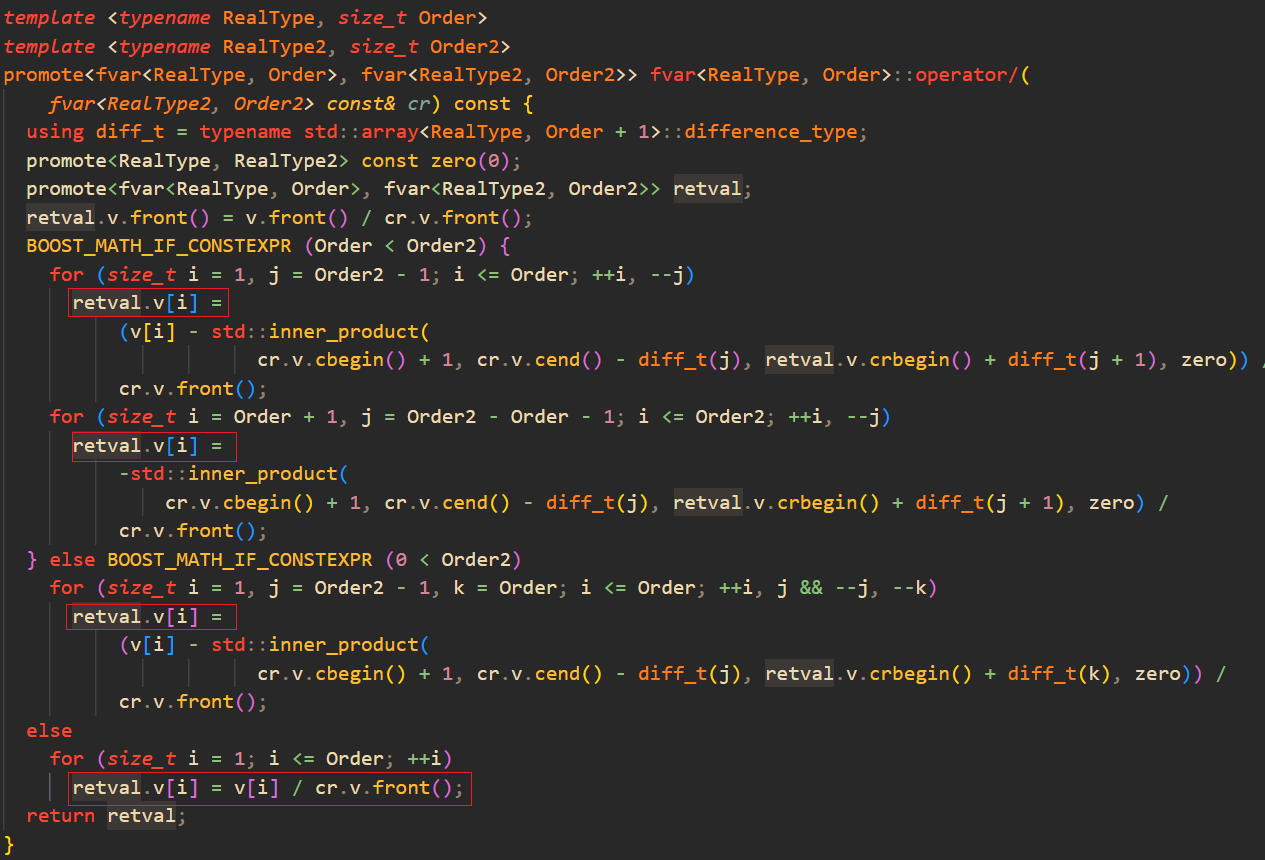 template <typename RealType, size_t Order>
template <typename RealType2, size_t Order2>
promote<fvar<RealType, Order>, fvar<RealType2, Order2>> fvar<RealType, Order>::operator/(
    fvar<RealType2, Order2> const& cr) const {
  using diff_t = typename std::array<RealType, Order + 1>::difference_type;
  promote<RealType, RealType2> const zero(0);
  promote<fvar<RealType, Order>, fvar<RealType2, Order2>> retval;
  retval.v.front() = v.front() / cr.v.front();
  BOOST_MATH_IF_CONSTEXPR (Order < Order2) {
    for (size_t i = 1, j = Order2 - 1; i <= Order; ++i, --j)
      retval.v[i] =
          (v[i] - std::inner_product(
                      cr.v.cbegin() + 1, cr.v.cend() - diff_t(j), retval.v.crbegin() + diff_t(j + 1), zero)) /
          cr.v.front();
    for (size_t i = Order + 1, j = Order2 - Order - 1; i <= Order2; ++i, --j)
      retval.v[i] =
          -std::inner_product(
              cr.v.cbegin() + 1, cr.v.cend() - diff_t(j), retval.v.crbegin() + diff_t(j + 1), zero) /
          cr.v.front();
  } else BOOST_MATH_IF_CONSTEXPR (0 < Order2)
    for (size_t i = 1, j = Order2 - 1, k = Order; i <= Order; ++i, j && --j, --k)
      retval.v[i] =
          (v[i] - std::inner_product(
                      cr.v.cbegin() + 1, cr.v.cend() - diff_t(j), retval.v.crbegin() + diff_t(k), zero)) /
          cr.v.front();
  else
    for (size_t i = 1; i <= Order; ++i)
      retval.v[i] = v[i] / cr.v.front();
  return retval;
}